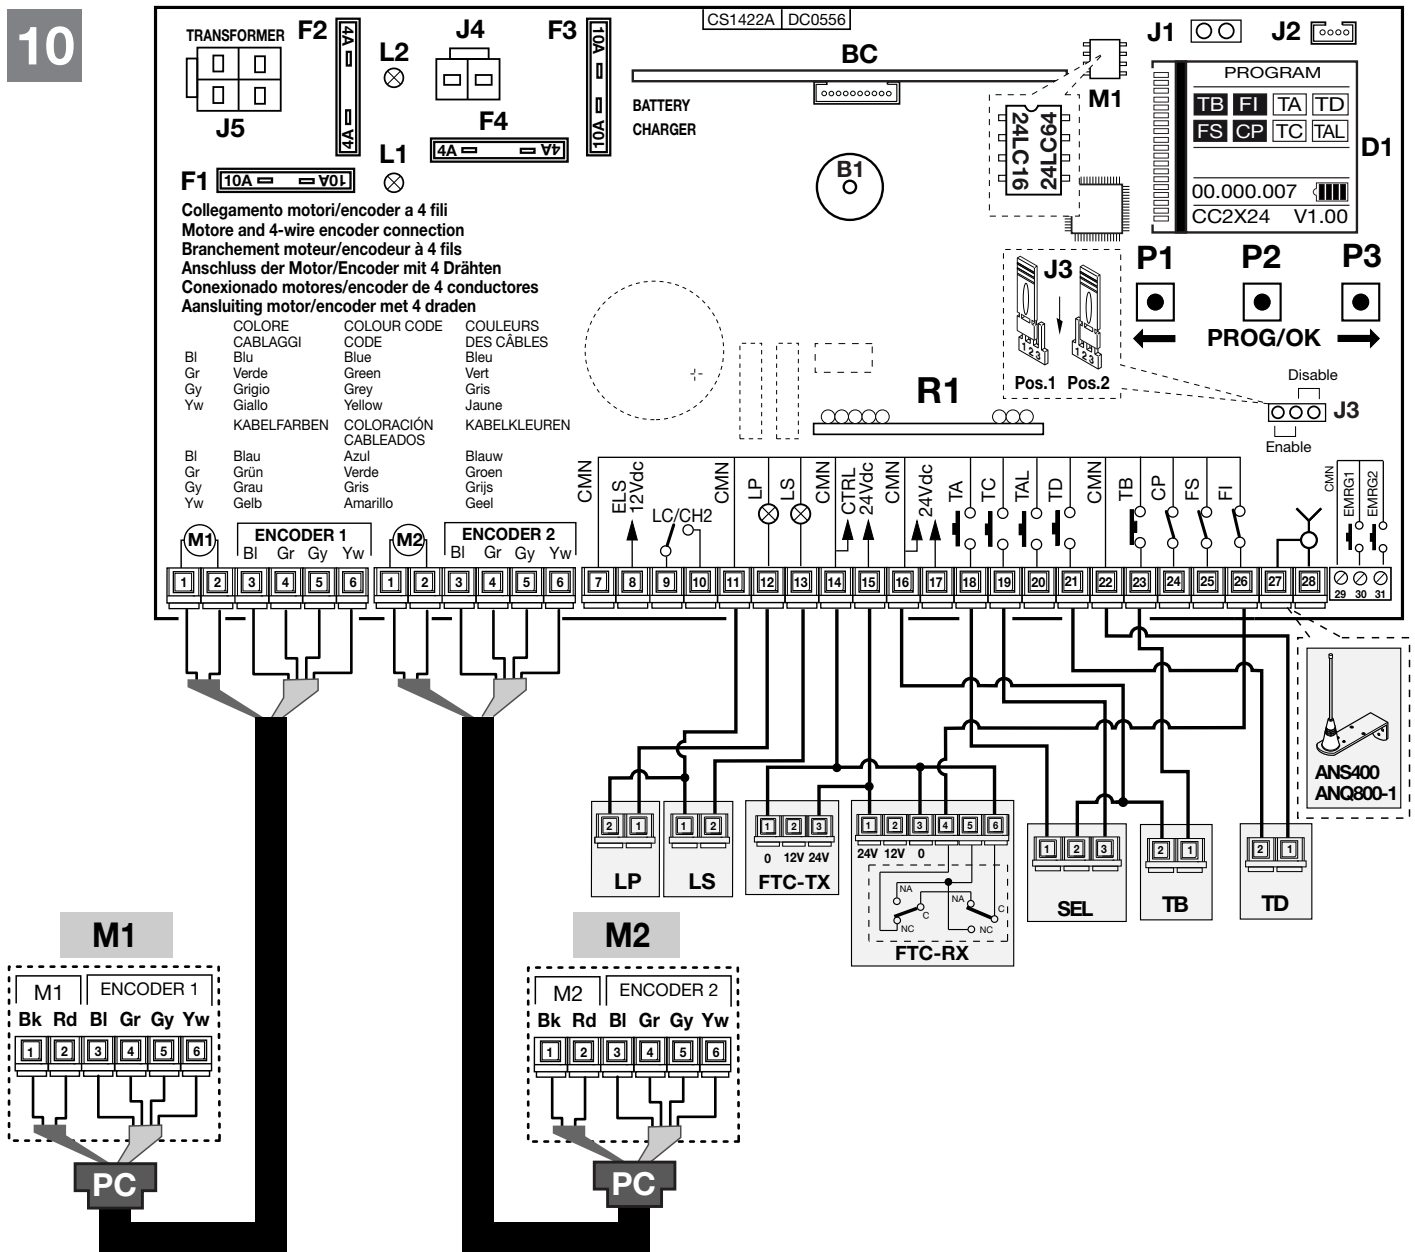 10
CS1422A DC0556
TRANSFORMER
J5
F2
4A 4A
L2
J4
F3
10A 10A
BC
BATTERY
CHARGER
J1
J2
M1
24LC16
24LC64
PROGRAM
TB FI TA TD
FS CP TC TAL
00.000.007
CC2X24 V1.00
D1
F4
4A 4A
L1
F1
10A 10A
B1
Collegamento motori/encoder a 4 fili
Motore and 4-wire encoder connection
Branchement moteur/encodeur à 4 fils
Anschluss der Motor/Encoder mit 4 Drähten
Conexionado motores/encoder de 4 conductores
Aansluiting motor/encoder met 4 draden
COLORE COLOUR CODE COULEURS
CABLAGGI CODE DES CÂBLES
Bl Blu Blue Bleu
Gr Verde Green Vert
Gy Grigio Grey Gris
Yw Giallo Yellow Jaune
KABELFARBEN COLORACIÓN KABELKLEUREN
CABLEADOS
Bl Blau Azul Blauw
Gr Grün Verde Groen
Gy Grau Gris Grijs
Yw Gelb Amarillo Geel
J3
1 2 3
1 2 3
Pos.1 Pos.2
P1 P2 P3
PROG/OK
Disable
J3
Enable
R1
M1
ENCODER 1
Bl Gr Gy Yw
M2
ENCODER 2
Bl Gr Gy Yw
CMN
ELS
12Vdc
LC/CH2
CMN
LP
LS
CMN
CTRL
24Vdc
CMN
24Vdc
TA
TC
TAL
TD
CMN
TB
CP
FS
FI
CMN
EMRG1
EMRG2
1 2 3 4 5 6
1 2 3 4 5 6
7 8 9 10 11 12 13 14 15 16 17 18 19 20 21 22 23 24 25 26 27 28
29 30 31
ANS400
ANQ800-1
2 1
LP
1 2
LS
1 2 3
0 12V 24V
FTC-TX
1 2 3 4 5 6
24V 12V 0
NA
C
NC
NA
C
NC
FTC-RX
1 2 3
SEL
2 1
TB
2 1
TD
M1
M1 ENCODER 1
Bk Rd Bl Gr Gy Yw
1 2 3 4 5 6
PC
M2
M2 ENCODER 2
Bk Rd Bl Gr Gy Yw
1 2 3 4 5 6
PC